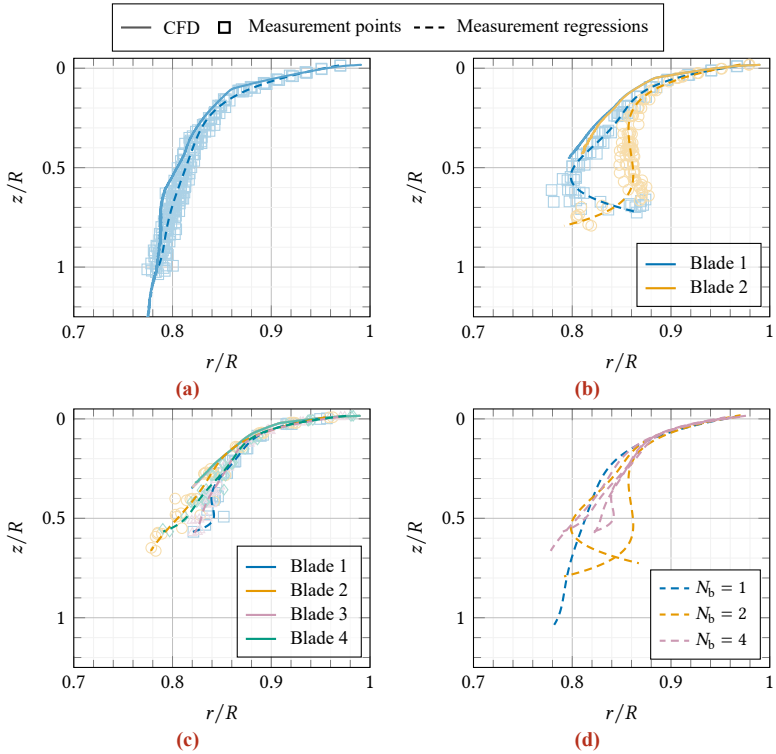 CFD Measurement points Measurement regressions
0
0.5
1
z/R
0.7 0.8 0.9 1
r/R
(a)
0
0.5
1
z/R
Blade 1
Blade 2
0.7 0.8 0.9 1
r/R
(b)
0
0.5
1
z/R
Blade 1
Blade 2
Blade 3
Blade 4
0.7 0.8 0.9 1
r/R
(c)
0
0.5
1
z/R
N_b = 1
N_b = 2
N_b = 4
0.7 0.8 0.9 1
r/R
(d)